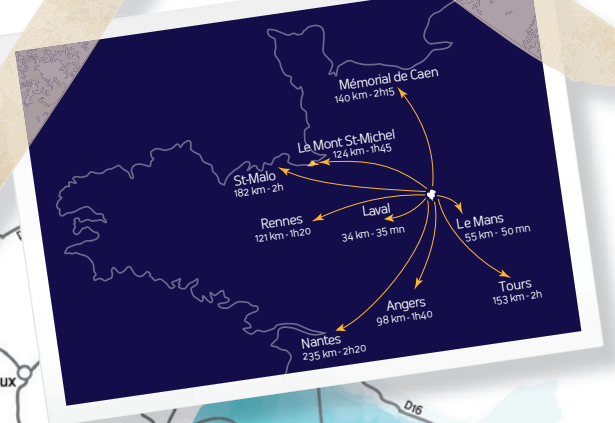 Mémorial de Caen
140 km - 2h15
Le Mont St-Michel
124 km - 1h45
St-Malo
182 km - 2h
Rennes
121 km - 1h20
Laval
34 km - 35 mn
Le Mans
55 km - 50 mn
Tours
153 km - 2h
Angers
98 km - 1h40
Nantes
235 km - 2h20
ux
D16